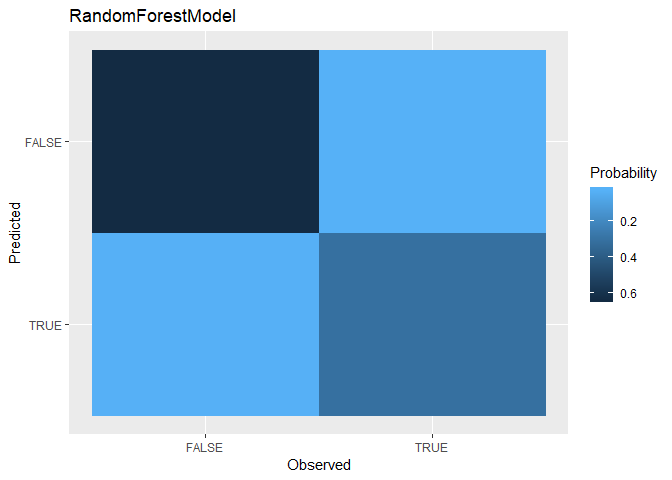 RandomForestModel
Predicted
FALSE
TRUE
FALSE
TRUE
Observed
Probability
0.2
0.4
0.6